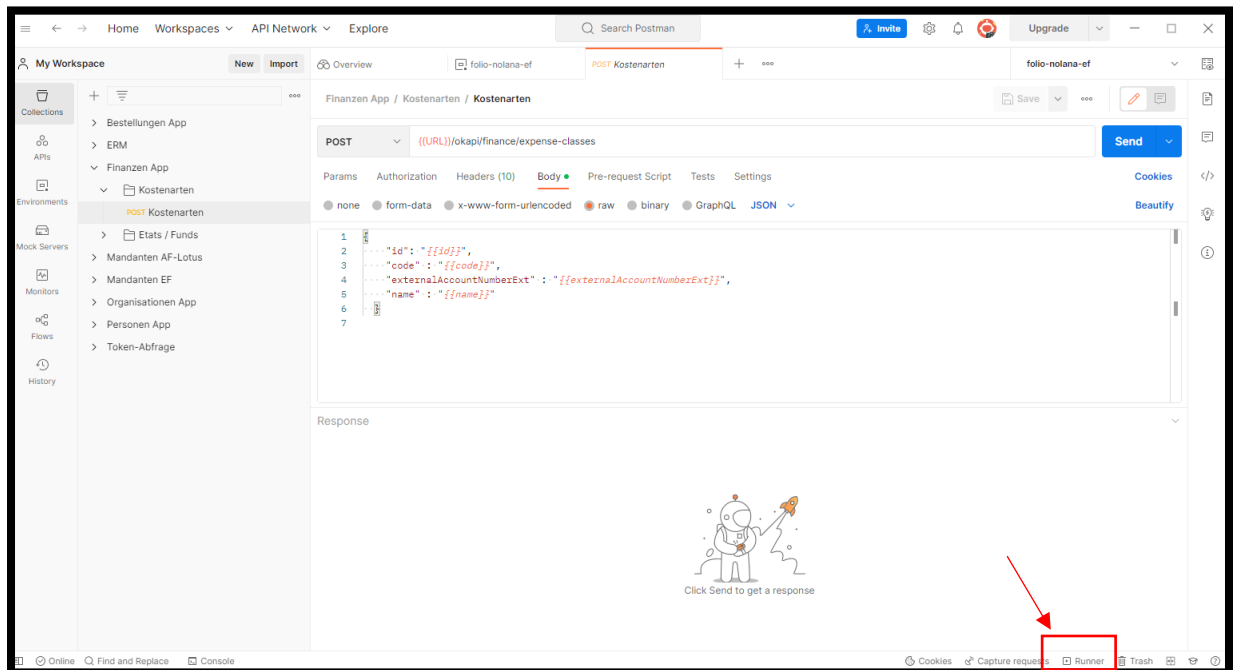 Home Workspaces API Network Explore Search Postman Invite Upgrade
My Workspace New Import Overview folio-nolana-ef POST Kostenarten folio-nolana-ef
Collections
APIs
Environments
Mock Servers
Monitors
Flows
History
Bestellungen App
ERM
Finanzen App
Kostenarten
POST Kostenarten
Etats / Funds
Mandanten AF-Lotus
Mandanten EF
Organisationen App
Personen App
Token-Abfrage
Finanzen App / Kostenarten / Kostenarten Save
POST {{URL}}/okapi/finance/expense-classes Send
Params Authorization Headers (10) Body Pre-request Script Tests Settings Cookies
none form-data x-www-form-urlencoded raw binary GraphQL JSON Beautify
1 {
2 "id": "{{id}}",
3 "code" : "{{code}}",
4 "externalAccountNumberExt" : "{{externalAccountNumberExt}}",
5 "name" : "{{name}}"
6 }
7
Response
Click Send to get a response
Online Find and Replace Console Cookies Capture requests Runner Trash